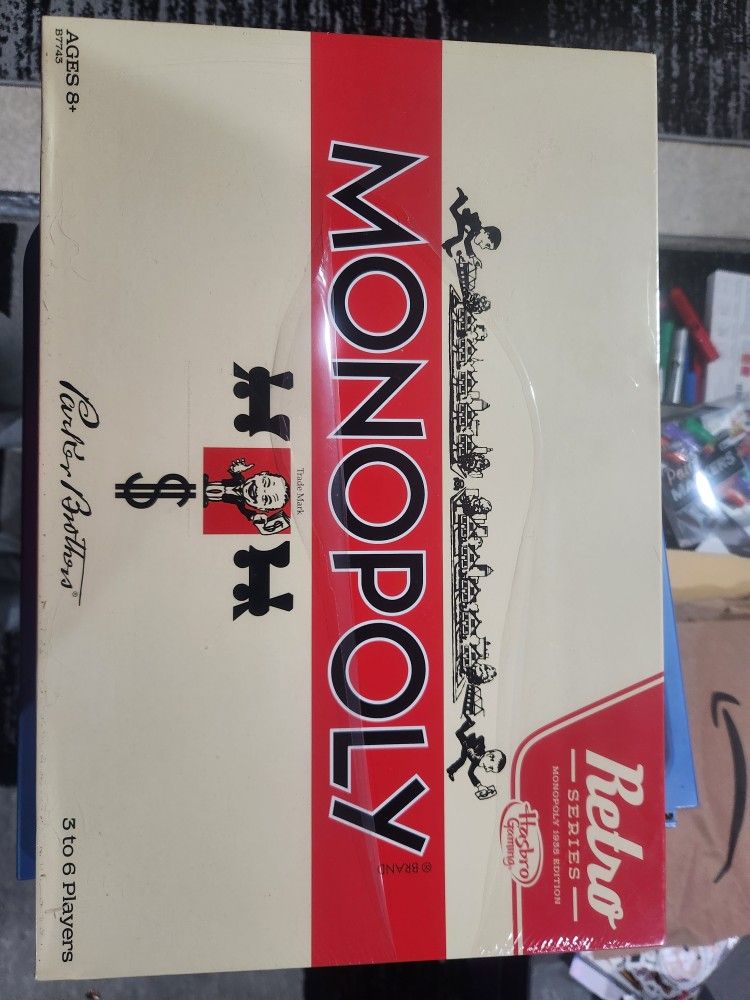 Retro
SERIES
MONOPOLY 1935 EDITION
Hasbro
Gaming
MONOPOLY
® BRAND
Trade Mark
$
AGES 8+
B7743
Parker Brothers®
3 to 6 Players